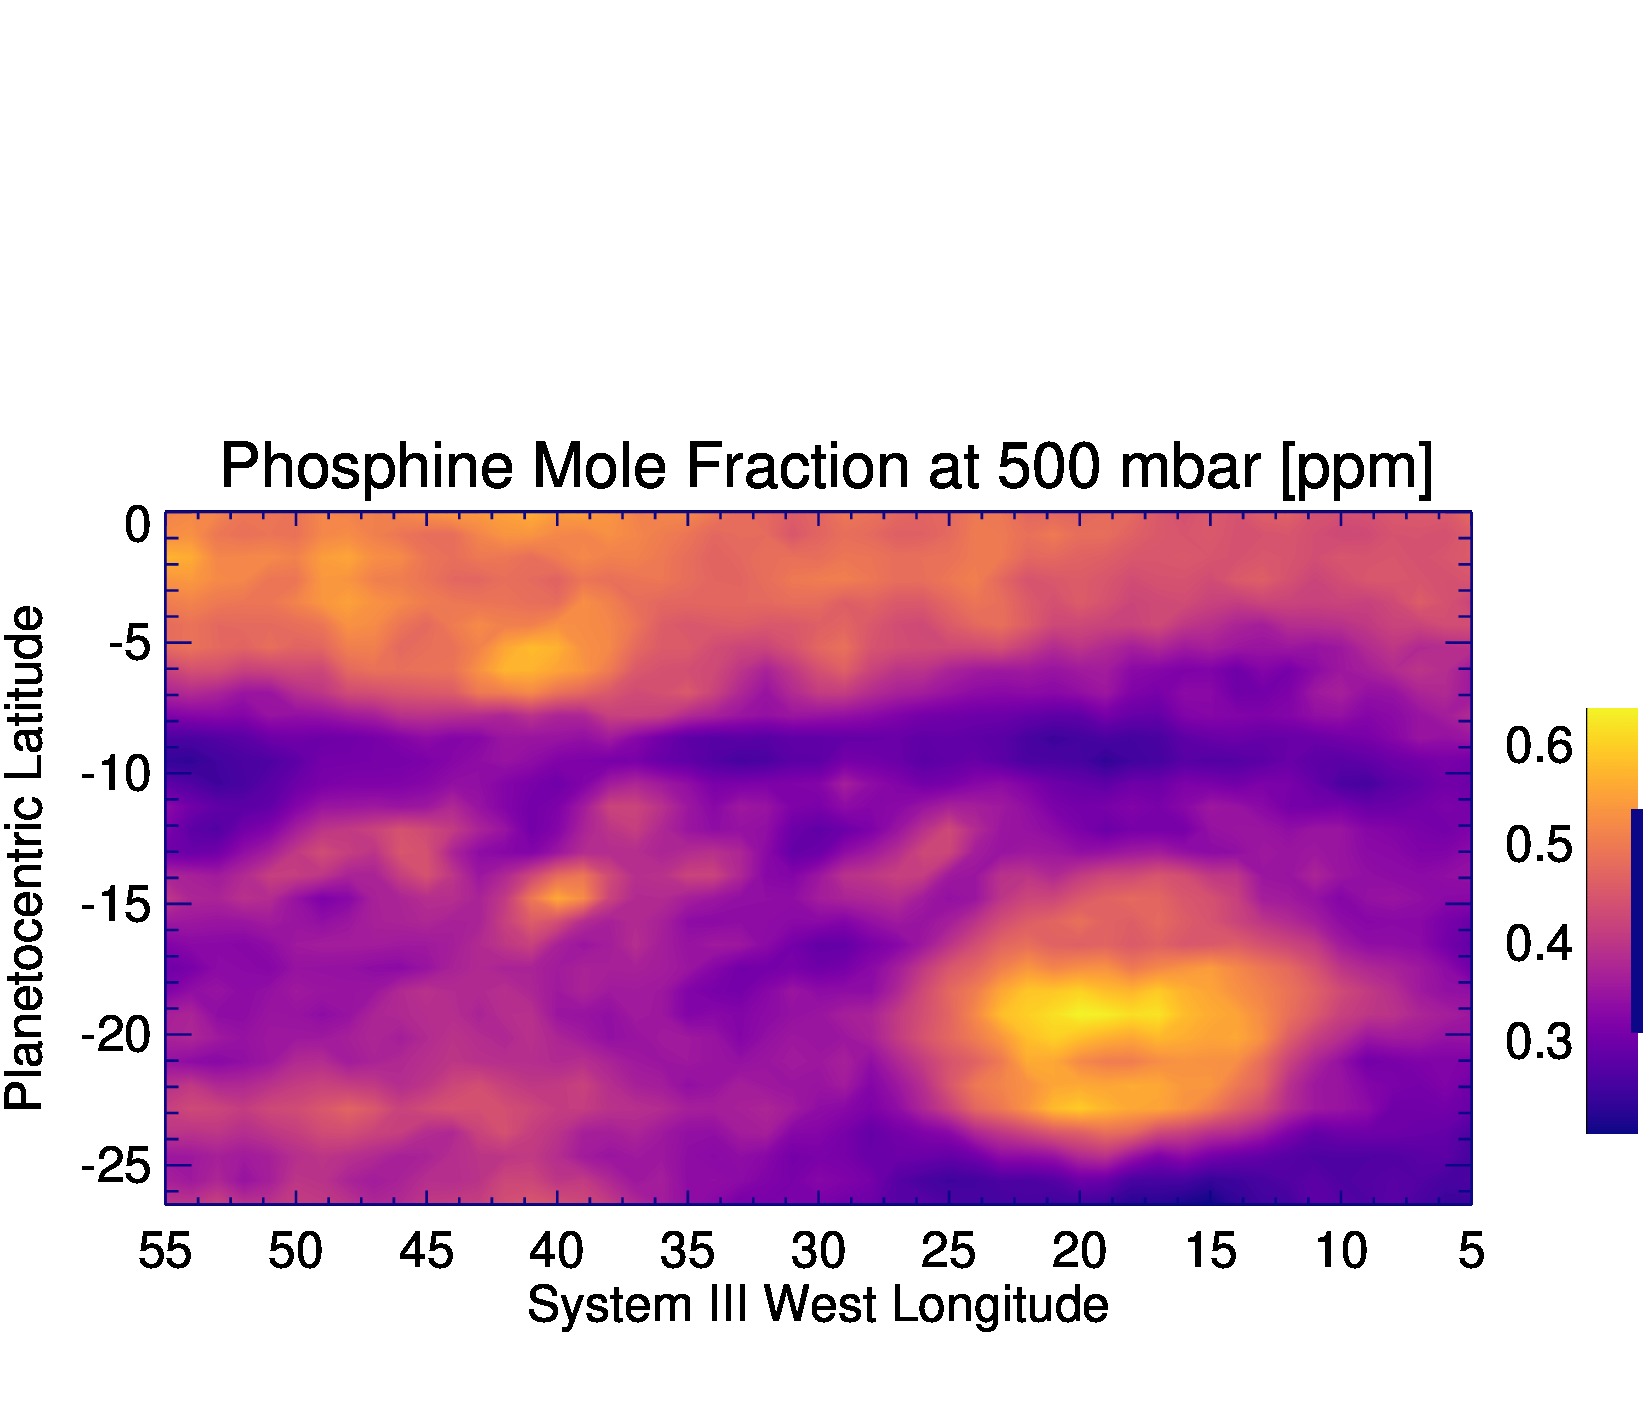 Phosphine Mole Fraction at 500 mbar [ppm]
0
-5
-10
-15
-20
-25
Planetocentric Latitude
55 50 45 40 35 30 25 20 15 10 5
System III West Longitude
0.6
0.5
0.4
0.3